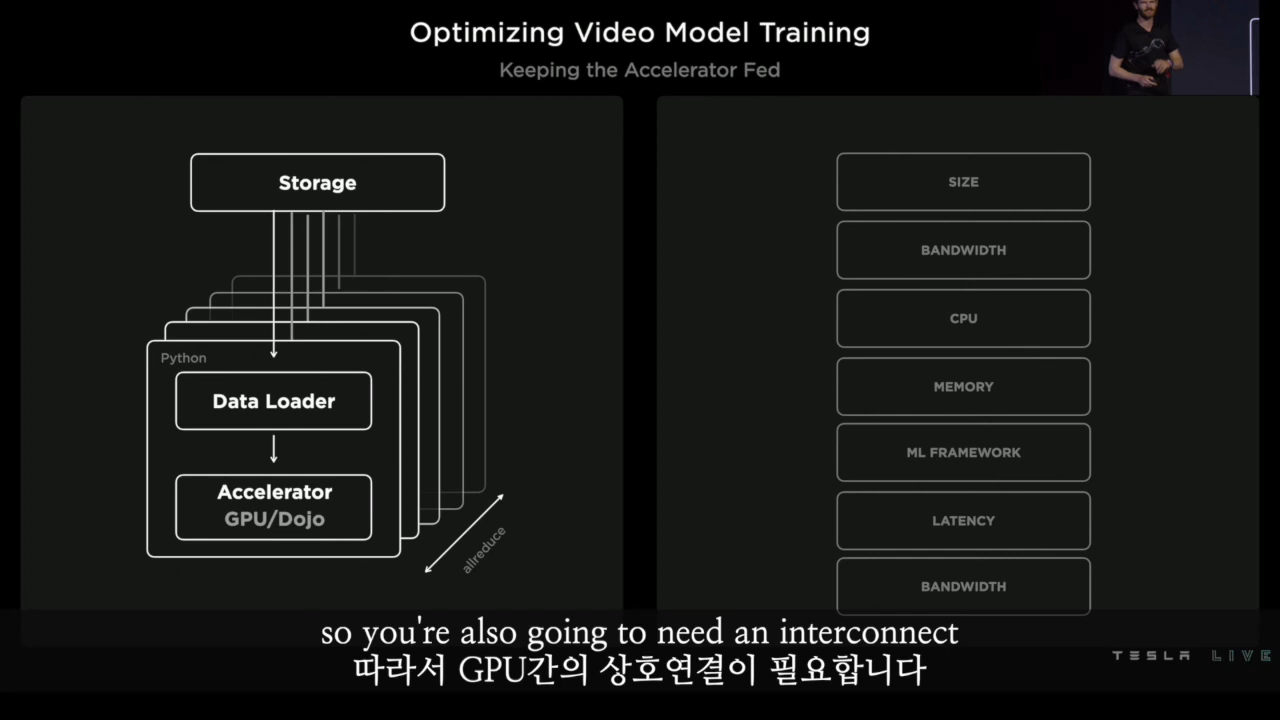 Optimizing Video Model Training
Keeping the Accelerator Fed
Storage
Python
Data Loader
Accelerator
GPU/Dojo
allreduce
SIZE
BANDWIDTH
CPU
MEMORY
ML FRAMEWORK
LATENCY
BANDWIDTH
so you're also going to need an interconnect
따라서 GPU간의 상호연결이 필요합니다
TESLA LIVE